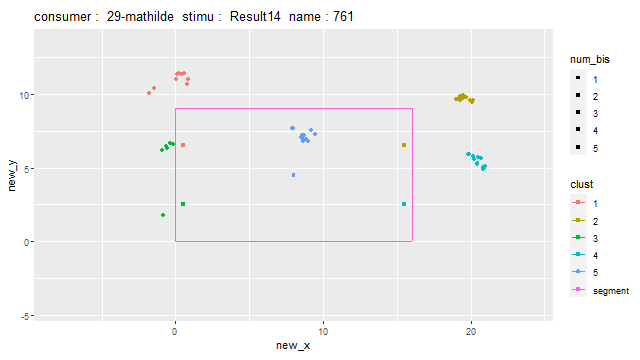 consumer : 29-mathilde stimu : Result14 name : 761
new_y
10
5
0
-5
0
10
20
new_x
num_bis
1
2
3
4
5
clust
1
2
3
4
5
segment